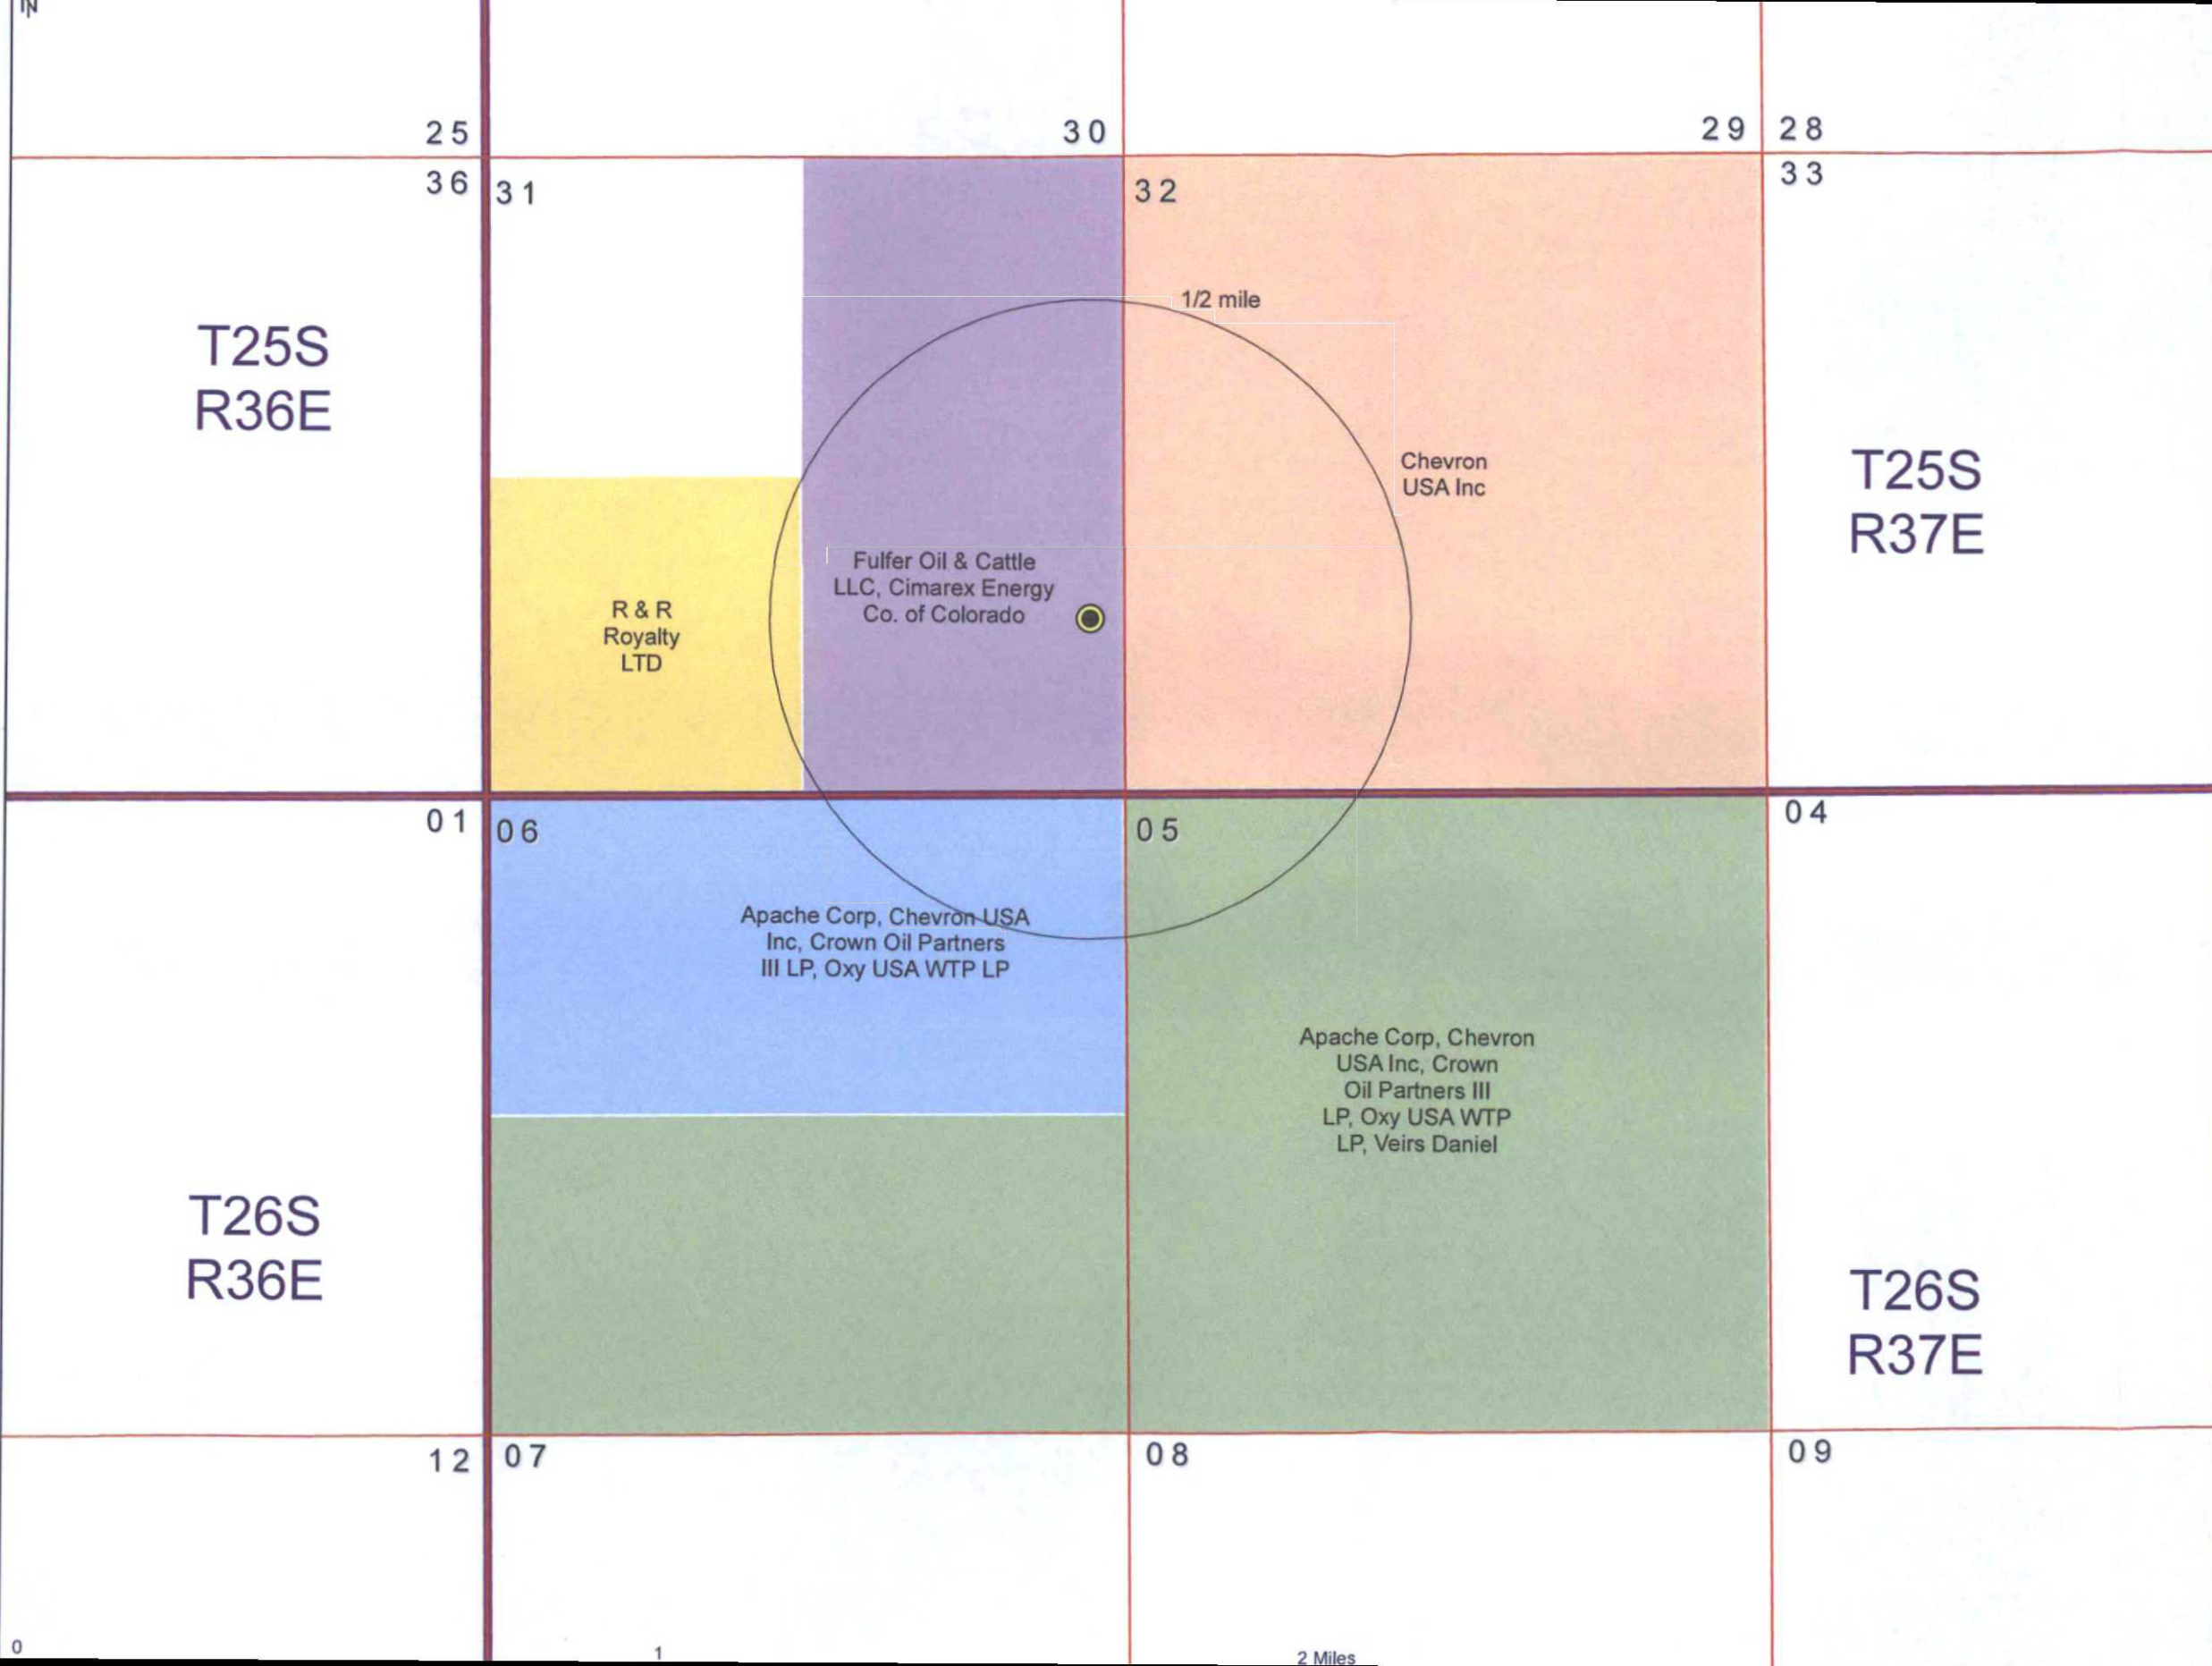 N
25
30
29
28
36
31
32
33
T25S
R36E
1/2 mile
Chevron
USA Inc
T25S
R37E
Fulfer Oil & Cattle
LLC, Cimarex Energy
Co. of Colorado
R & R
Royalty
LTD
01
06
05
04
Apache Corp, Chevron USA
Inc, Crown Oil Partners
III LP, Oxy USA WTP LP
Apache Corp, Chevron
USA Inc, Crown
Oil Partners III
LP, Oxy USA WTP
LP, Veirs Daniel
T26S
R36E
T26S
R37E
12
07
08
09
0
1
2 Miles